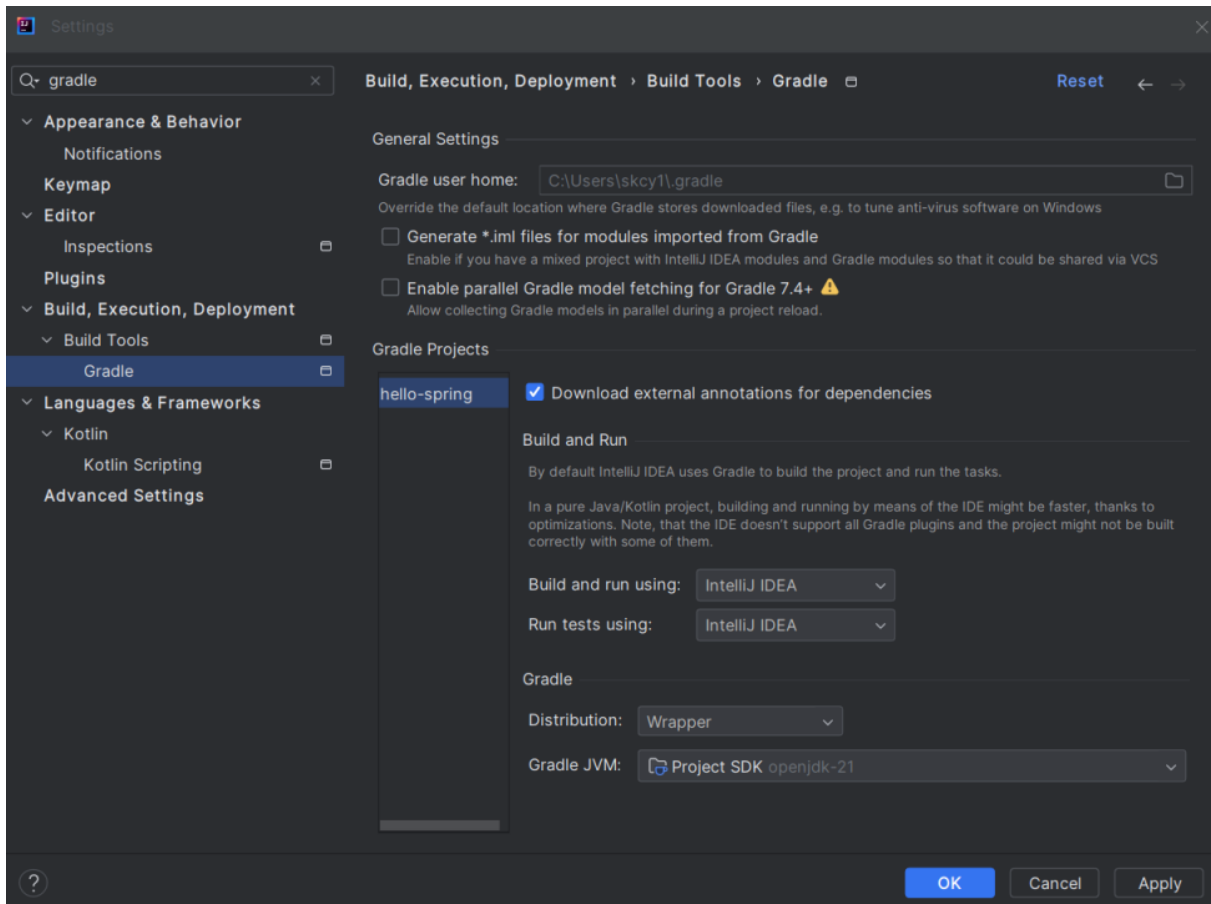 Settings
gradle
Appearance & Behavior
Notifications
Keymap
Editor
Inspections
Plugins
Build, Execution, Deployment
Build Tools
Gradle
Languages & Frameworks
Kotlin
Kotlin Scripting
Advanced Settings
Build, Execution, Deployment › Build Tools › Gradle
Reset
General Settings
Gradle user home: C:\Users\skcy1\.gradle
Override the default location where Gradle stores downloaded files, e.g. to tune anti-virus software on Windows
Generate *.iml files for modules imported from Gradle
Enable if you have a mixed project with IntelliJ IDEA modules and Gradle modules so that it could be shared via VCS
Enable parallel Gradle model fetching for Gradle 7.4+
Allow collecting Gradle models in parallel during a project reload.
Gradle Projects
hello-spring
Download external annotations for dependencies
Build and Run
By default IntelliJ IDEA uses Gradle to build the project and run the tasks.
In a pure Java/Kotlin project, building and running by means of the IDE might be faster, thanks to
optimizations. Note, that the IDE doesn't support all Gradle plugins and the project might not be built
correctly with some of them.
Build and run using: IntelliJ IDEA
Run tests using: IntelliJ IDEA
Gradle
Distribution: Wrapper
Gradle JVM: Project SDK openjdk-21
?
OK
Cancel
Apply